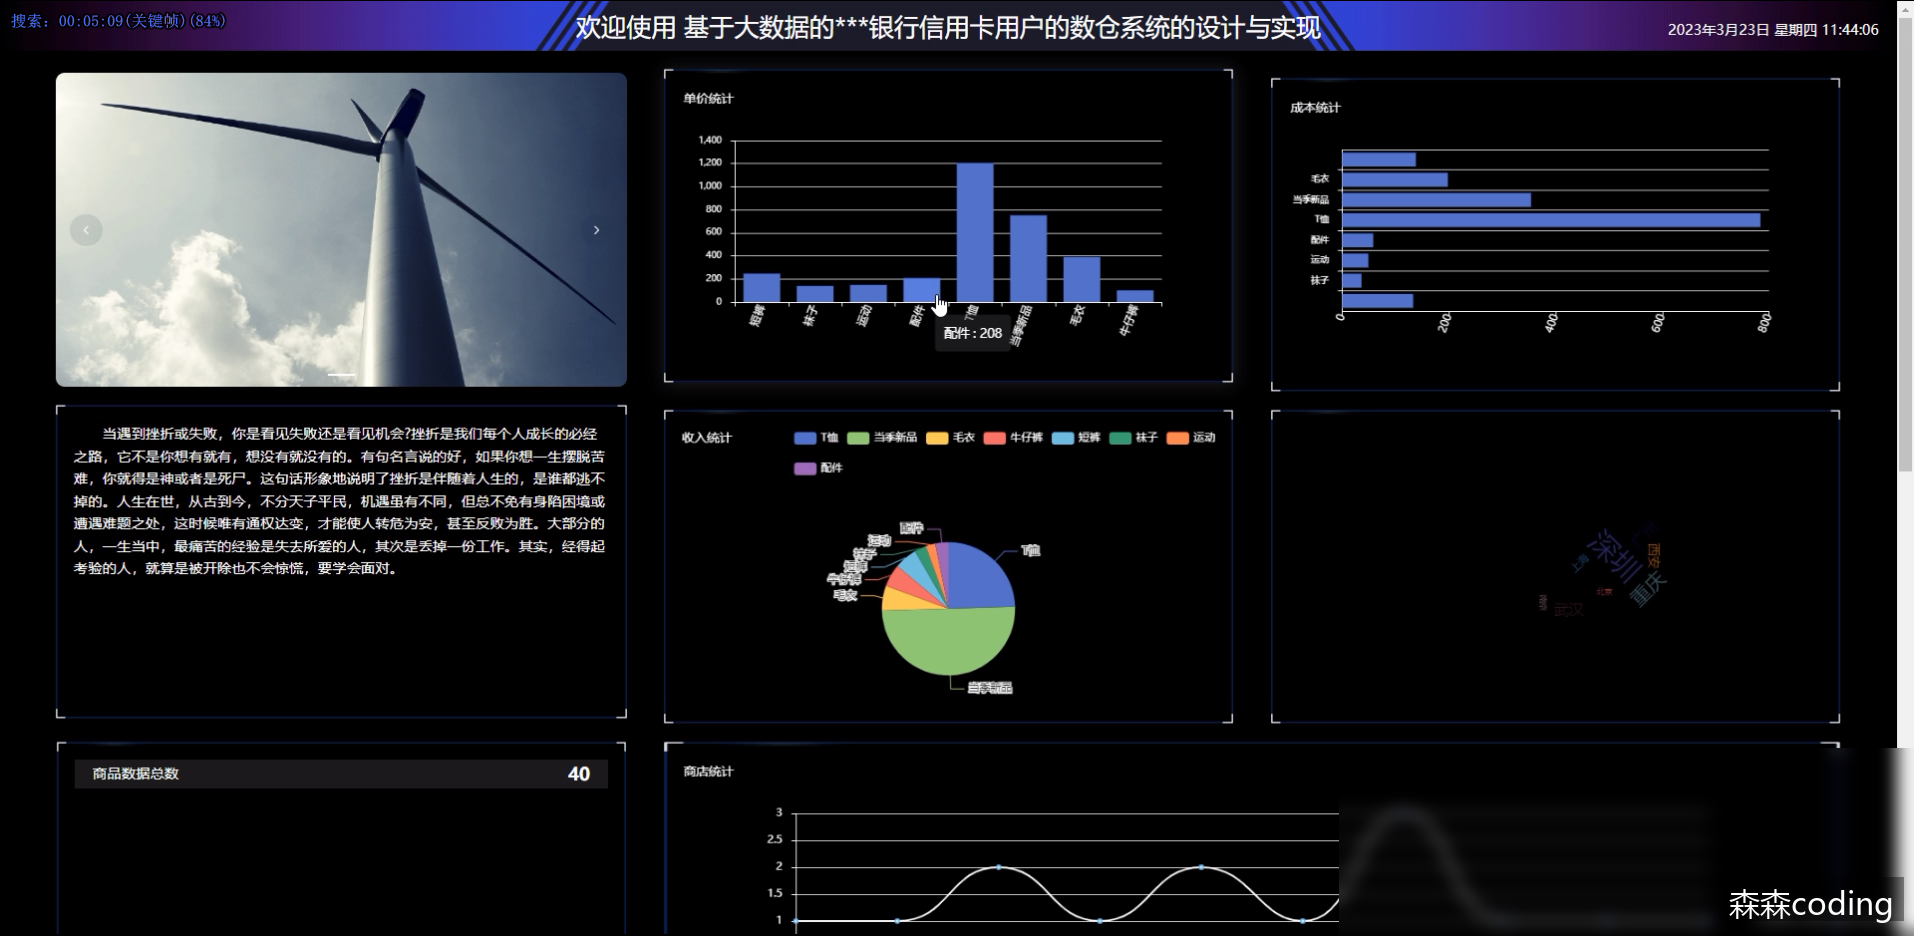 搜索: 00:05:09(关键帧)(84%)
欢迎使用 基于大数据的***银行信用卡用户的数仓系统的设计与实现
2023年3月23日 星期四 11:44:06
单价统计
1,400
1,200
1,000
800
600
400
200
0
短裤
袜子
运动
配件
T恤
当季新品
毛衣
牛仔裤
配件 : 208
成本统计
毛衣
当季新品
T恤
配件
运动
袜子
0
200
400
600
800
当遇到挫折或失败，你是看见失败还是看见机会?挫折是我们每个人成长的必经
之路，它不是你想有就有，想没有就没有的。有句名言说的好，如果你想一生摆脱苦
难，你就得是神或者是死尸。这句话形象地说明了挫折是伴随着人生的，是谁都逃不
掉的。人生在世，从古到今，不分天子平民，机遇虽有不同，但总不免有身陷困境或
遭遇难题之处，这时候唯有通权达变，才能使人转危为安，甚至反败为胜。大部分的
人，一生当中，最痛苦的经验是失去所爱的人，其次是丢掉一份工作。其实，经得起
考验的人，就算是被开除也不会惊慌，要学会面对。
收入统计
T恤 当季新品 毛衣 牛仔裤 短裤 袜子 运动
配件
配件
运动
袜子
短裤
牛仔裤
毛衣
T恤
当季新品
深圳
西安
上海
重庆
北京
武汉
商品数据总数 40
商店统计
3
2.5
2
1.5
1
森森coding